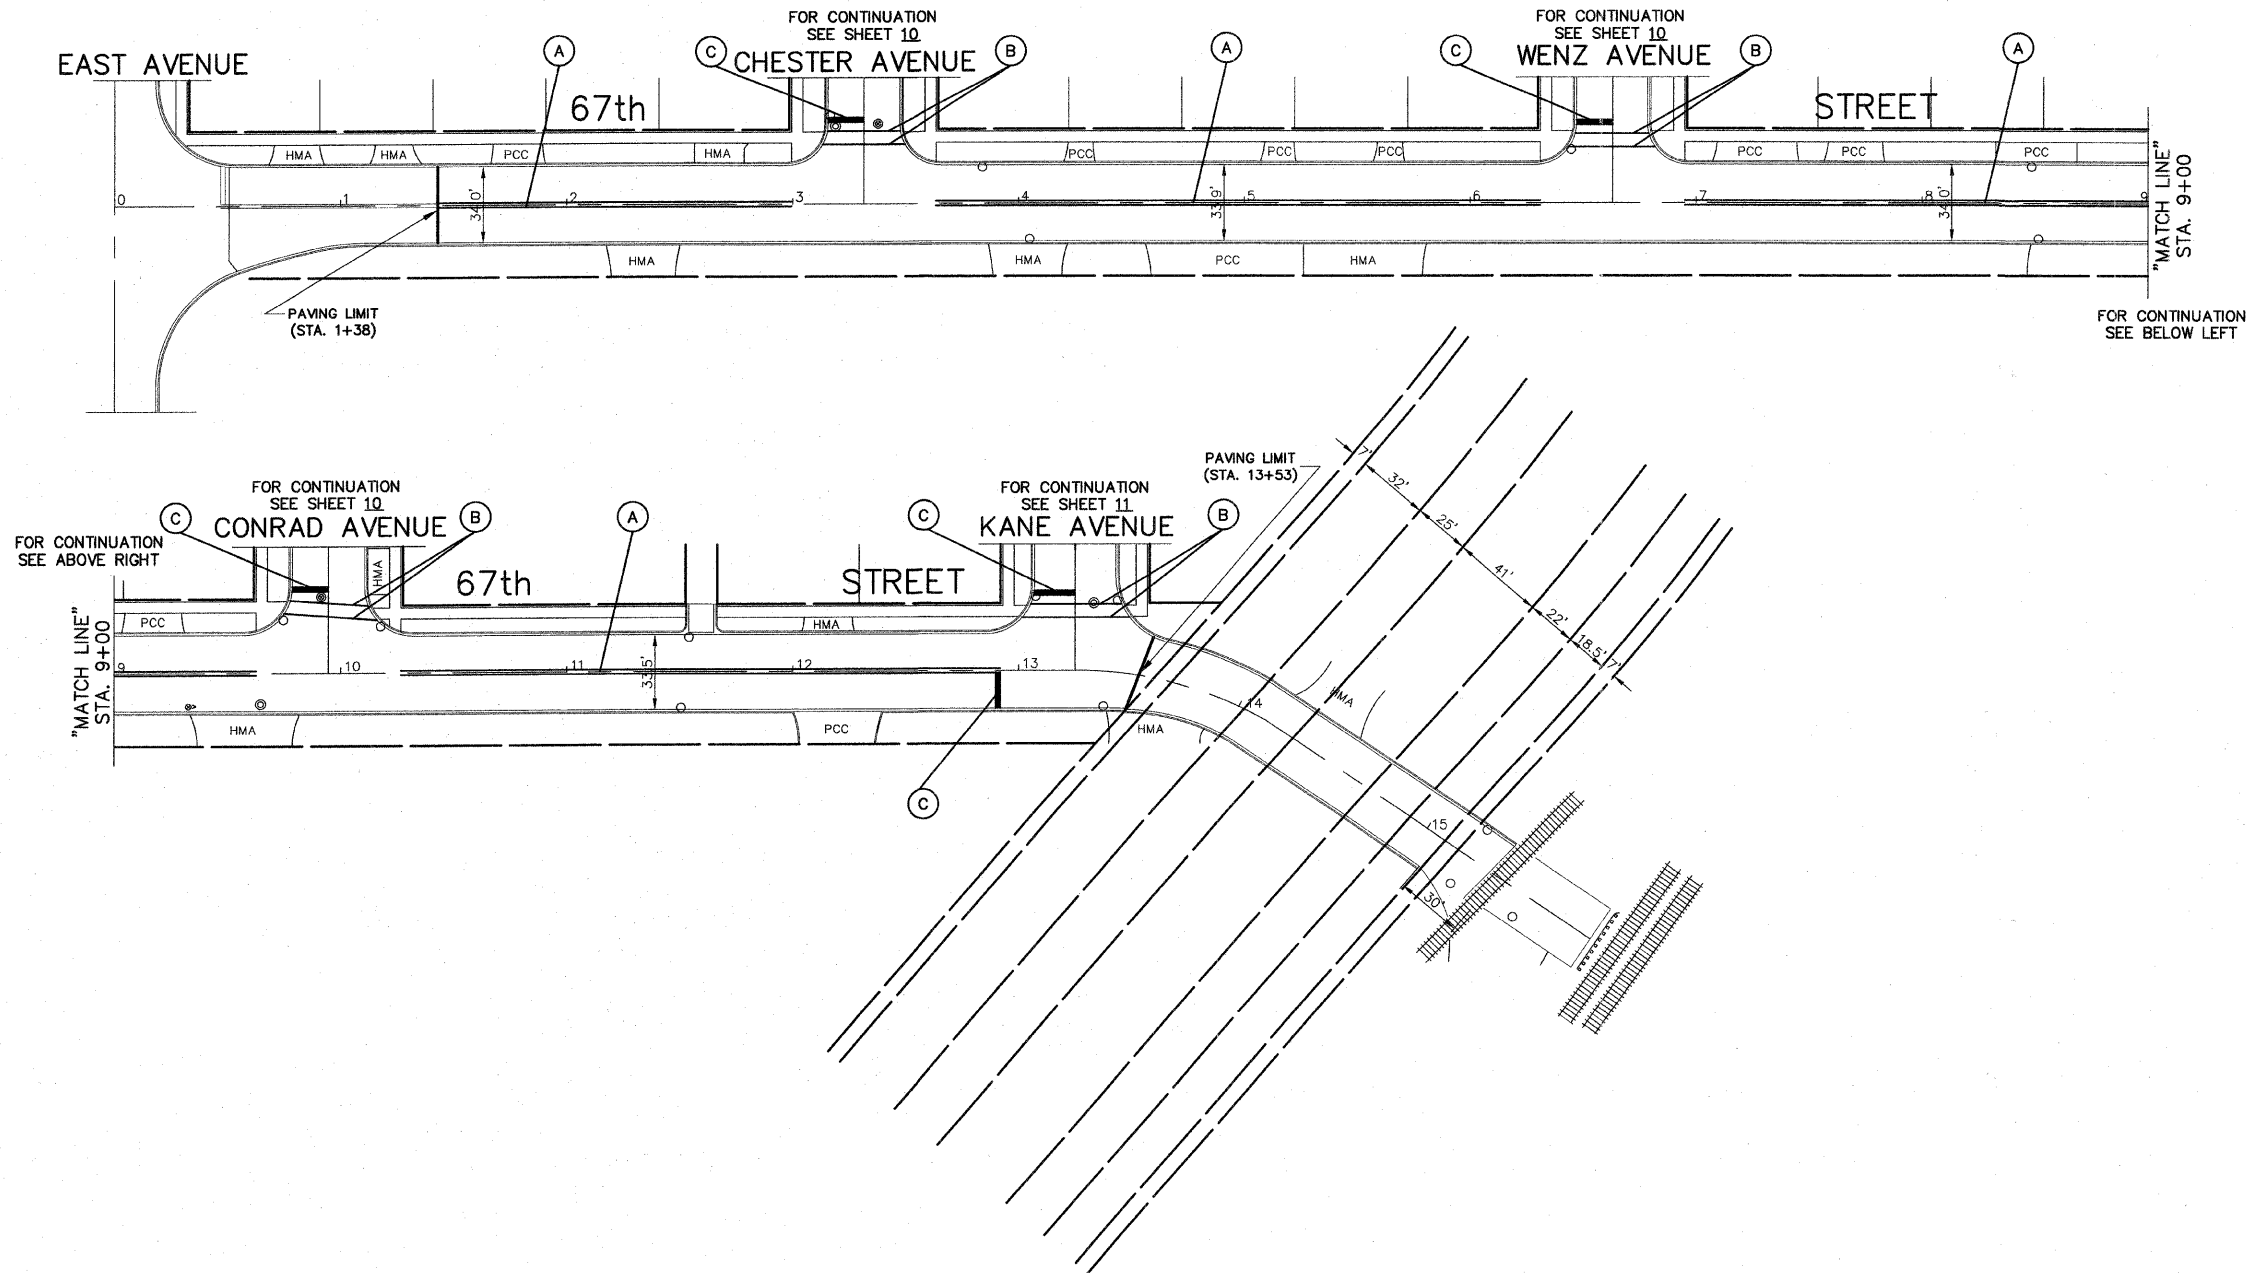 FOR CONTINUATION
SEE SHEET 10
CHESTER AVENUE
FOR CONTINUATION
SEE SHEET 10
WENZ AVENUE
EAST AVENUE
A
C
B
A
C
B
A
67th
STREET
HMA
HMA
PCC
HMA
PCC
PCC
PCC
PCC
PCC
PCC
0
1
2
3
4
5
6
7
8
9
34.0'
33.9'
34.0'
HMA
HMA
PCC
HMA
"MATCH LINE"
STA. 9+00
PAVING LIMIT
(STA. 1+38)
FOR CONTINUATION
SEE BELOW LEFT
PAVING LIMIT
(STA. 13+53)
FOR CONTINUATION
SEE SHEET 10
CONRAD AVENUE
FOR CONTINUATION
SEE SHEET 11
KANE AVENUE
C
B
A
C
B
FOR CONTINUATION
SEE ABOVE RIGHT
67th
STREET
HMA
PCC
HMA
"MATCH LINE"
STA. 9+00
9
10
11
12
13
14
15
33.5'
HMA
PCC
HMA
HMA
C
7'
32'
25'
41'
22'
18.5'
7'
30'